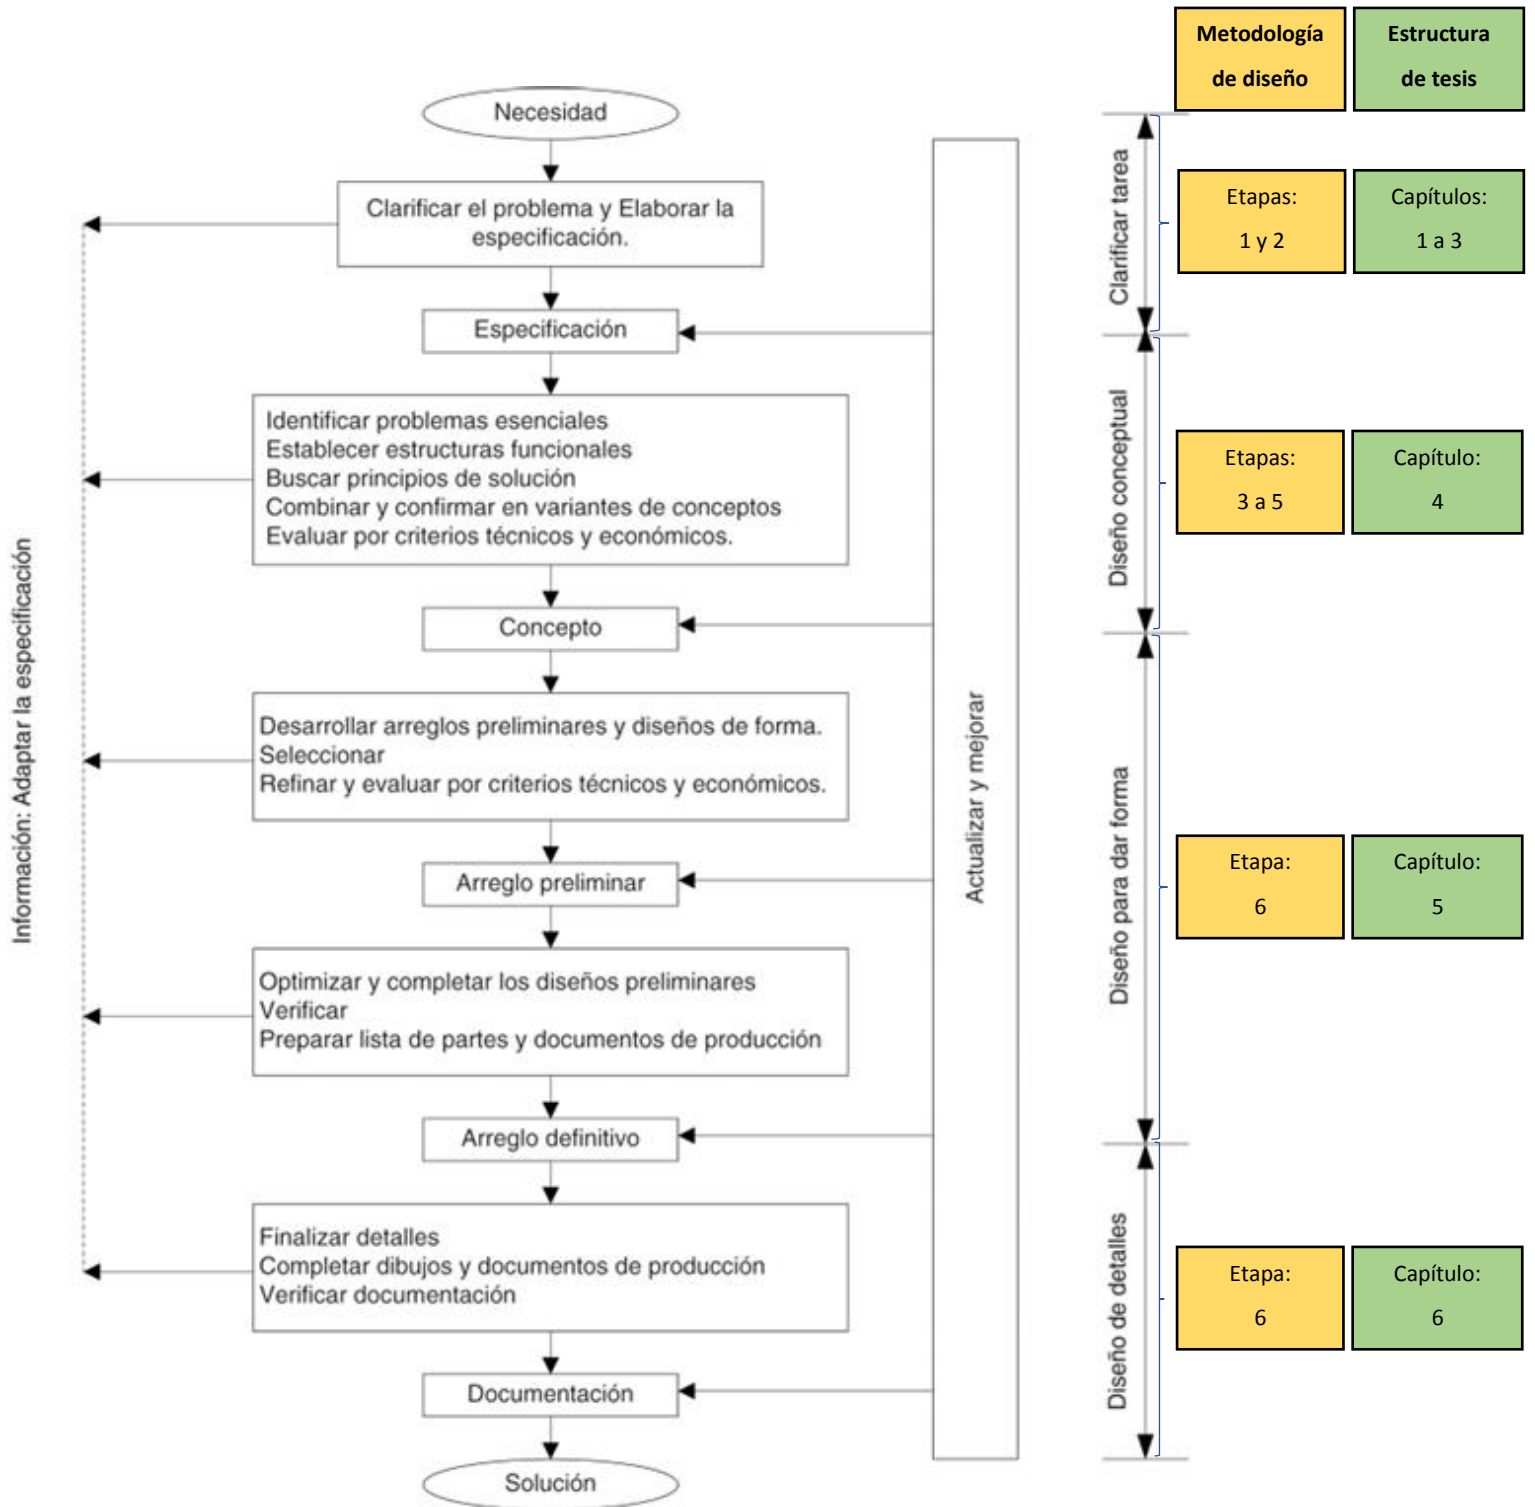 Metodología
de diseño
Estructura
de tesis
Necesidad
Clarificar el problema y Elaborar la
especificación.
Especificación
Identificar problemas esenciales
Establecer estructuras funcionales
Buscar principios de solución
Combinar y confirmar en variantes de conceptos
Evaluar por criterios técnicos y económicos.
Concepto
Desarrollar arreglos preliminares y diseños de forma.
Seleccionar
Refinar y evaluar por criterios técnicos y económicos.
Arreglo preliminar
Optimizar y completar los diseños preliminares
Verificar
Preparar lista de partes y documentos de producción
Arreglo definitivo
Finalizar detalles
Completar dibujos y documentos de producción
Verificar documentación
Documentación
Solución
Información: Adaptar la especificación
Actualizar y mejorar
Clarificar tarea
Etapas:
1 y 2
Capítulos:
1 a 3
Diseño conceptual
Etapas:
3 a 5
Capítulo:
4
Diseño para dar forma
Etapa:
6
Capítulo:
5
Diseño de detalles
Etapa:
6
Capítulo:
6